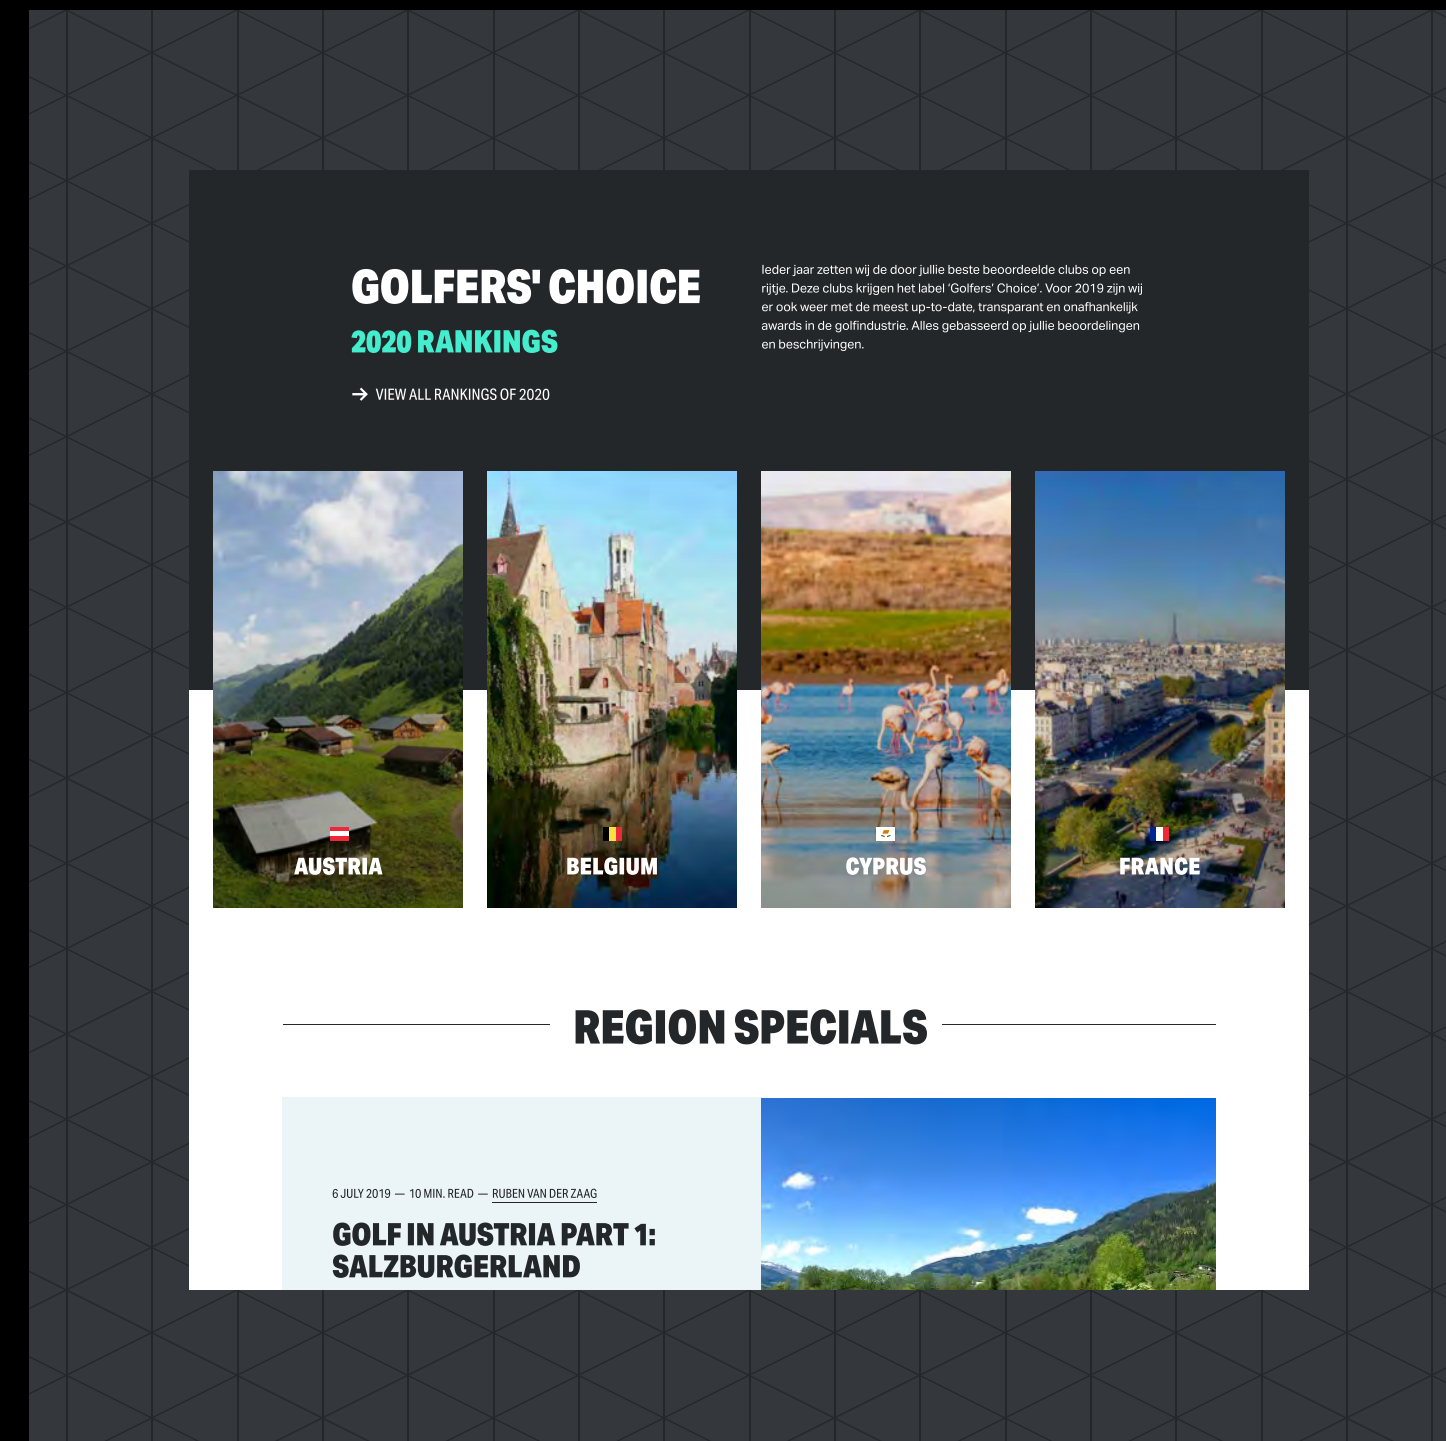 GOLFERS' CHOICE
2020 RANKINGS
VIEW ALL RANKINGS OF 2020
Ieder jaar zetten wij de door jullie beste beoordeelde clubs op een
rijtje. Deze clubs krijgen het label ‘Golfers’ Choice’. Voor 2019 zijn wij
er ook weer met de meest up-to-date, transparant en onafhankelijk
awards in de golfindustrie. Alles gebasseerd op jullie beoordelingen
en beschrijvingen.
AUSTRIA
BELGIUM
CYPRUS
FRANCE
REGION SPECIALS
6 JULY 2019 — 10 MIN. READ — RUBEN VAN DER ZAAG
GOLF IN AUSTRIA PART 1:
SALZBURGERLAND